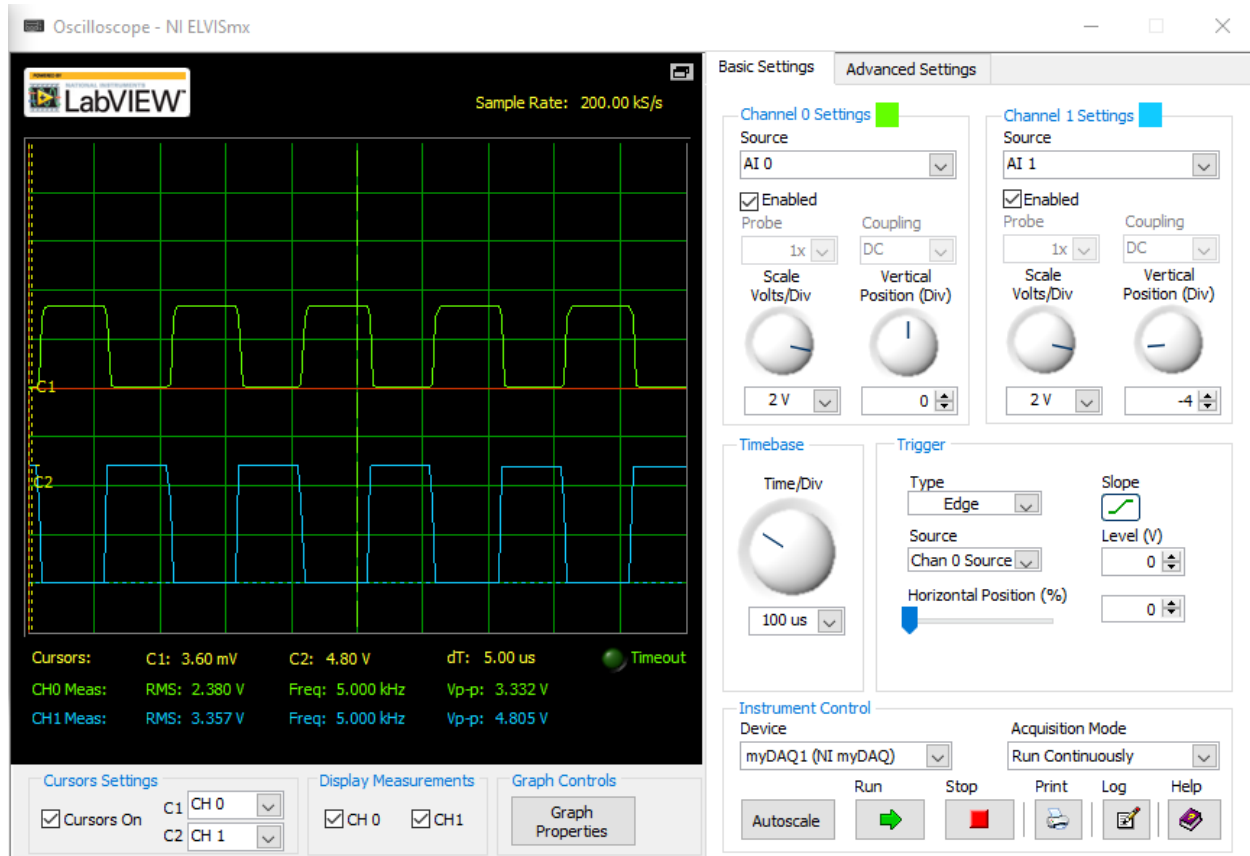 Oscilloscope - NI ELVISmx
POWERED BY
NATIONAL INSTRUMENTS
LabVIEW
Sample Rate: 200.00 kS/s
C1
C2
Cursors: C1: 3.60 mV C2: 4.80 V dT: 5.00 us Timeout
CH0 Meas: RMS: 2.380 V Freq: 5.000 kHz Vp-p: 3.332 V
CH1 Meas: RMS: 3.357 V Freq: 5.000 kHz Vp-p: 4.805 V
Cursors Settings
Cursors On
C1 CH 0
C2 CH 1
Display Measurements
CH 0 CH1
Graph Controls
Graph
Properties
Basic Settings Advanced Settings
Channel 0 Settings
Source
AI 0
Enabled
Probe Coupling
1x DC
Scale
Volts/Div
Vertical
Position (Div)
2 V 0
Channel 1 Settings
Source
AI 1
Enabled
Probe Coupling
1x DC
Scale
Volts/Div
Vertical
Position (Div)
2 V -4
Timebase
Time/Div
100 us
Trigger
Type
Edge
Slope
Source
Chan 0 Source
Level (V)
0
Horizontal Position (%)
0
Instrument Control
Device
myDAQ1 (NI myDAQ)
Acquisition Mode
Run Continuously
Run Stop Print Log Help
Autoscale